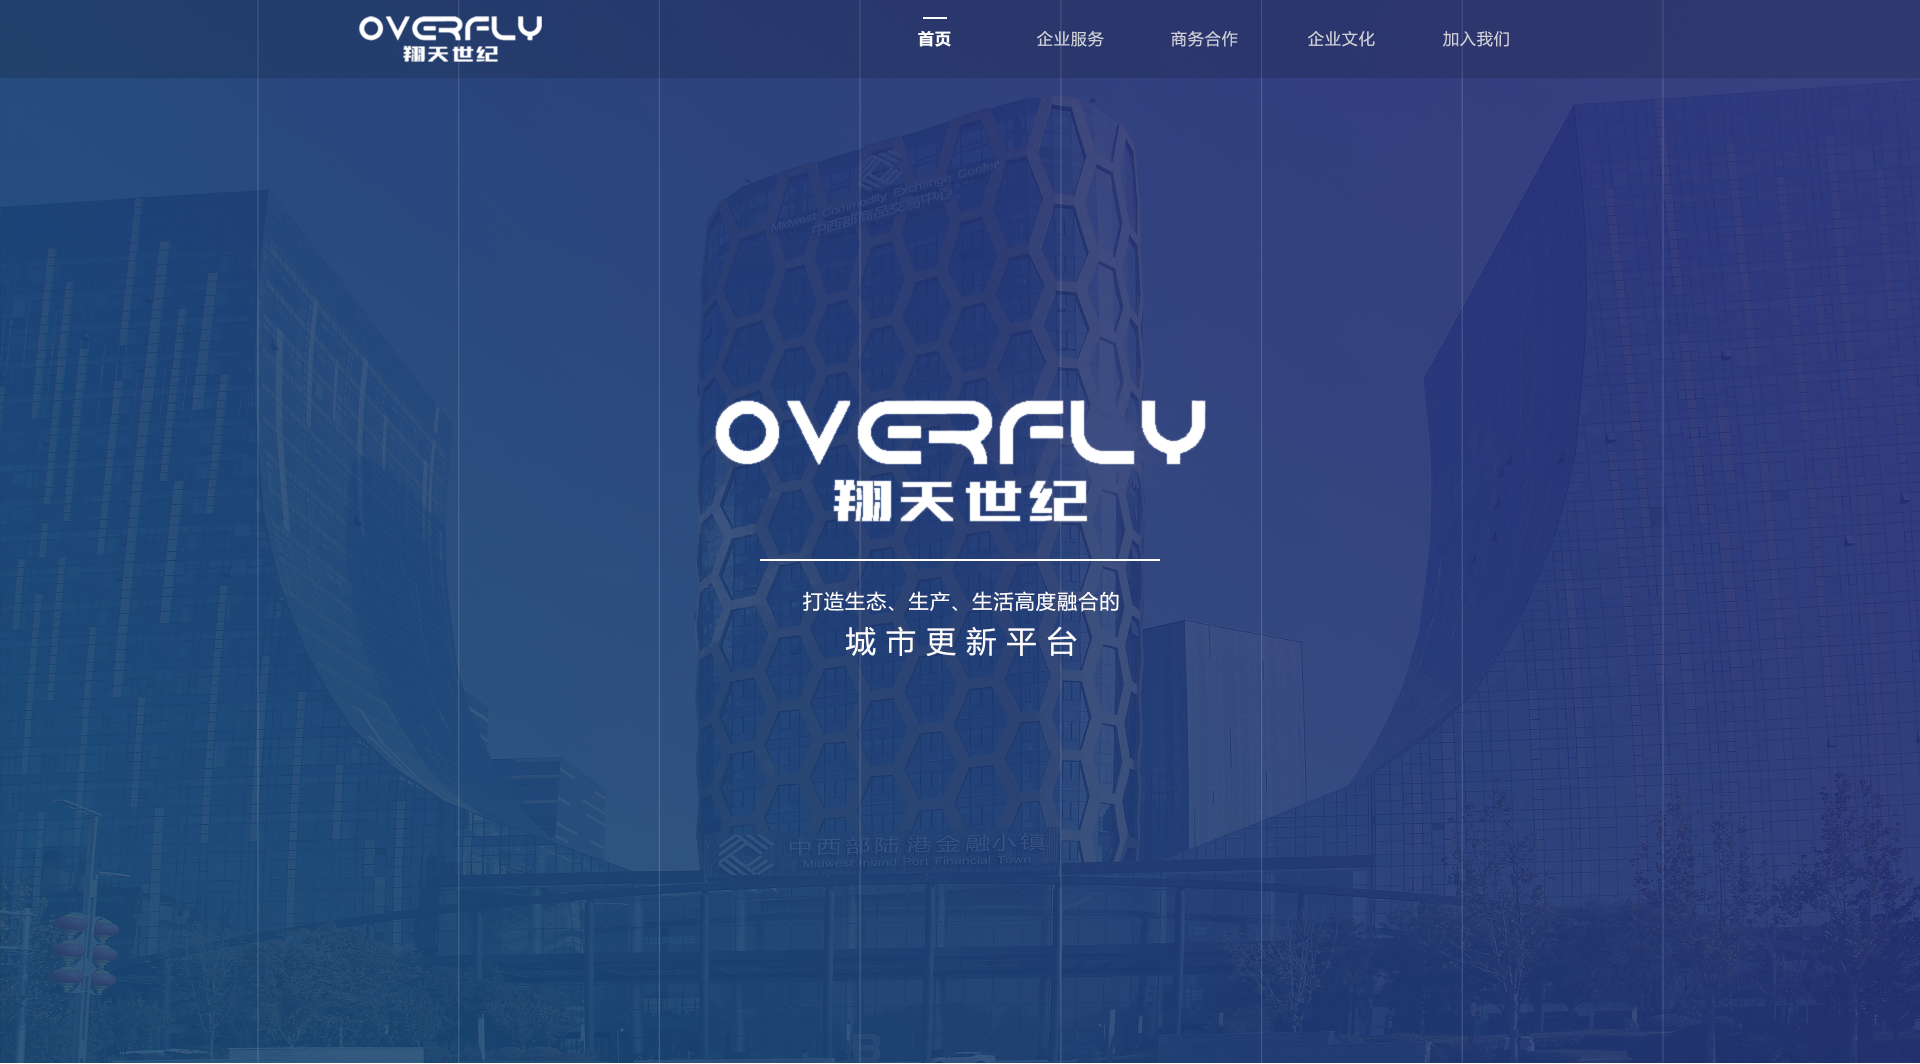 OVERFLY
翔天世纪
首页
企业服务
商务合作
企业文化
加入我们
Midwest Commodity Exchange Center
中西部商品交易中心
OVERFLY
翔天世纪
打造生态、生产、生活高度融合的
城市更新平台
中西部陆港金融小镇
Midwest Inland Port Financial Town